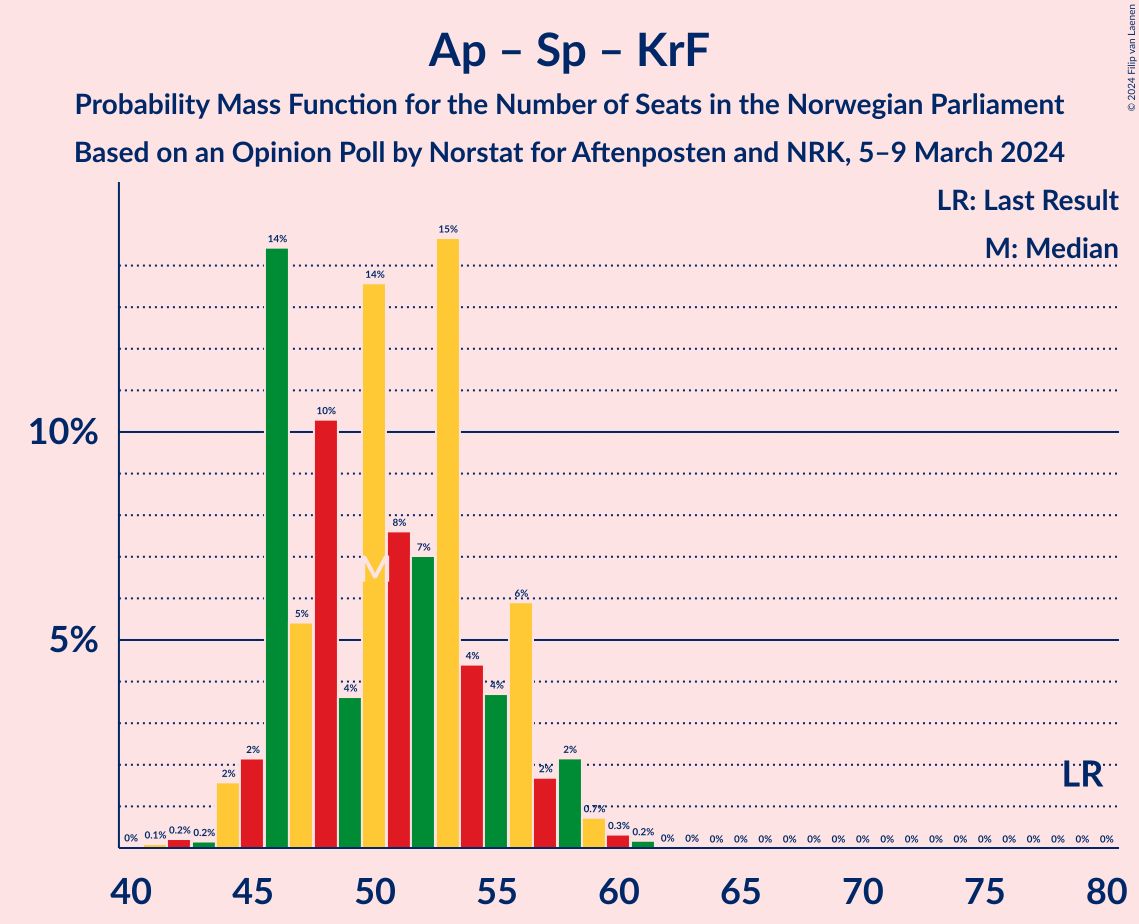 Ap – Sp – KrF
Probability Mass Function for the Number of Seats in the Norwegian Parliament
Based on an Opinion Poll by Norstat for Aftenposten and NRK, 5–9 March 2024
© 2024 Filip van Laenen
LR: Last Result
M: Median
10%
5%
0% 0.1% 0.2% 0.2% 2% 2% 14% 5% 10% 4% 14% 8% 7% 15% 4% 4% 6% 2% 2% 0.7% 0.3% 0.2% 0% 0% 0% 0% 0% 0% 0% 0% 0% 0% 0% 0% 0% 0% 0% 0% 0% 0% 0%
M
LR
40 45 50 55 60 65 70 75 80